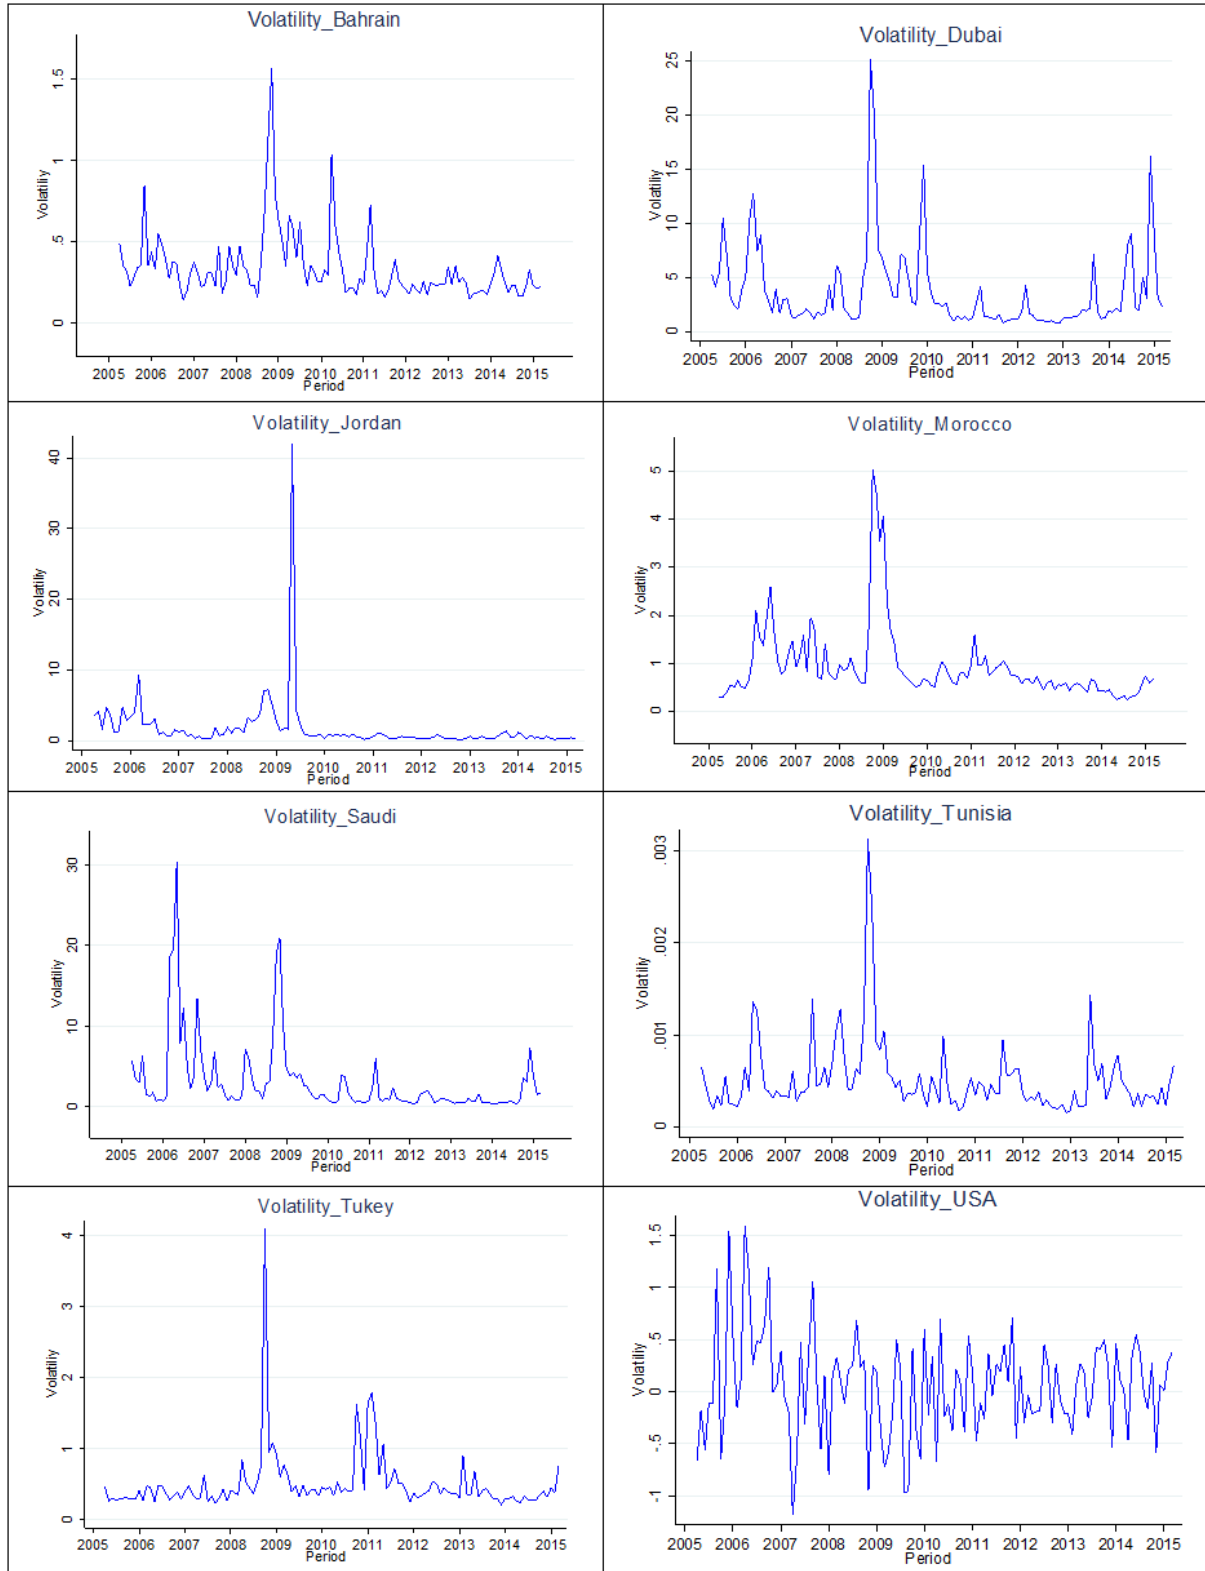 Volatility_Bahrain
Volatiliy
0
.5
1
1.5
2005 2006 2007 2008 2009 2010 2011 2012 2013 2014 2015
Period
Volatility_Dubai
Volatiliy
0
5
10
15
20
25
2005 2006 2007 2008 2009 2010 2011 2012 2013 2014 2015
Period
Volatility_Jordan
Volatiliy
0
10
20
30
40
2005 2006 2007 2008 2009 2010 2011 2012 2013 2014 2015
Period
Volatility_Morocco
Volatiliy
0
1
2
3
4
5
2005 2006 2007 2008 2009 2010 2011 2012 2013 2014 2015
Period
Volatility_Saudi
Volatiliy
0
10
20
30
2005 2006 2007 2008 2009 2010 2011 2012 2013 2014 2015
Period
Volatility_Tunisia
Volatiliy
0
.001
.002
.003
2005 2006 2007 2008 2009 2010 2011 2012 2013 2014 2015
Period
Volatility_Tukey
Volatiliy
0
1
2
3
4
2005 2006 2007 2008 2009 2010 2011 2012 2013 2014 2015
Period
Volatility_USA
Volatiliy
-1
-.5
0
.5
1
1.5
2005 2006 2007 2008 2009 2010 2011 2012 2013 2014 2015
Period